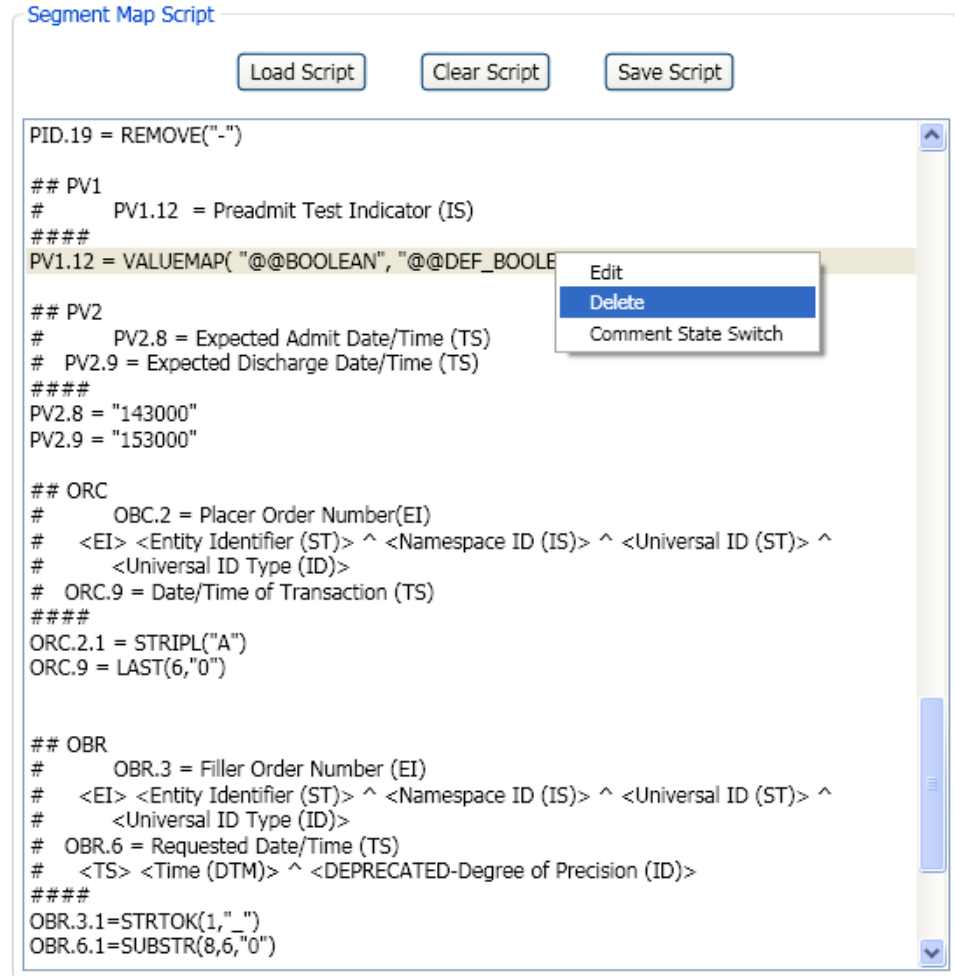 Segment Map Script
Load Script Clear Script Save Script
PID.19 = REMOVE("-")
## PV1
# PV1.12 = Preadmit Test Indicator (IS)
####
PV1.12 = VALUEMAP( "@@BOOLEAN", "@@DEF_BOOLE
Edit
Delete
Comment State Switch
## PV2
# PV2.8 = Expected Admit Date/Time (TS)
# PV2.9 = Expected Discharge Date/Time (TS)
####
PV2.8 = "143000"
PV2.9 = "153000"
## ORC
# OBC.2 = Placer Order Number(EI)
# <EI> <Entity Identifier (ST)> ^ <Namespace ID (IS)> ^ <Universal ID (ST)> ^
# <Universal ID Type (ID)>
# ORC.9 = Date/Time of Transaction (TS)
####
ORC.2.1 = STRIPL("A")
ORC.9 = LAST(6,"0")
## OBR
# OBR.3 = Filler Order Number (EI)
# <EI> <Entity Identifier (ST)> ^ <Namespace ID (IS)> ^ <Universal ID (ST)> ^
# <Universal ID Type (ID)>
# OBR.6 = Requested Date/Time (TS)
# <TS> <Time (DTM)> ^ <DEPRECATED-Degree of Precision (ID)>
####
OBR.3.1=STRTOK(1,"_")
OBR.6.1=SUBSTR(8,6,"0")